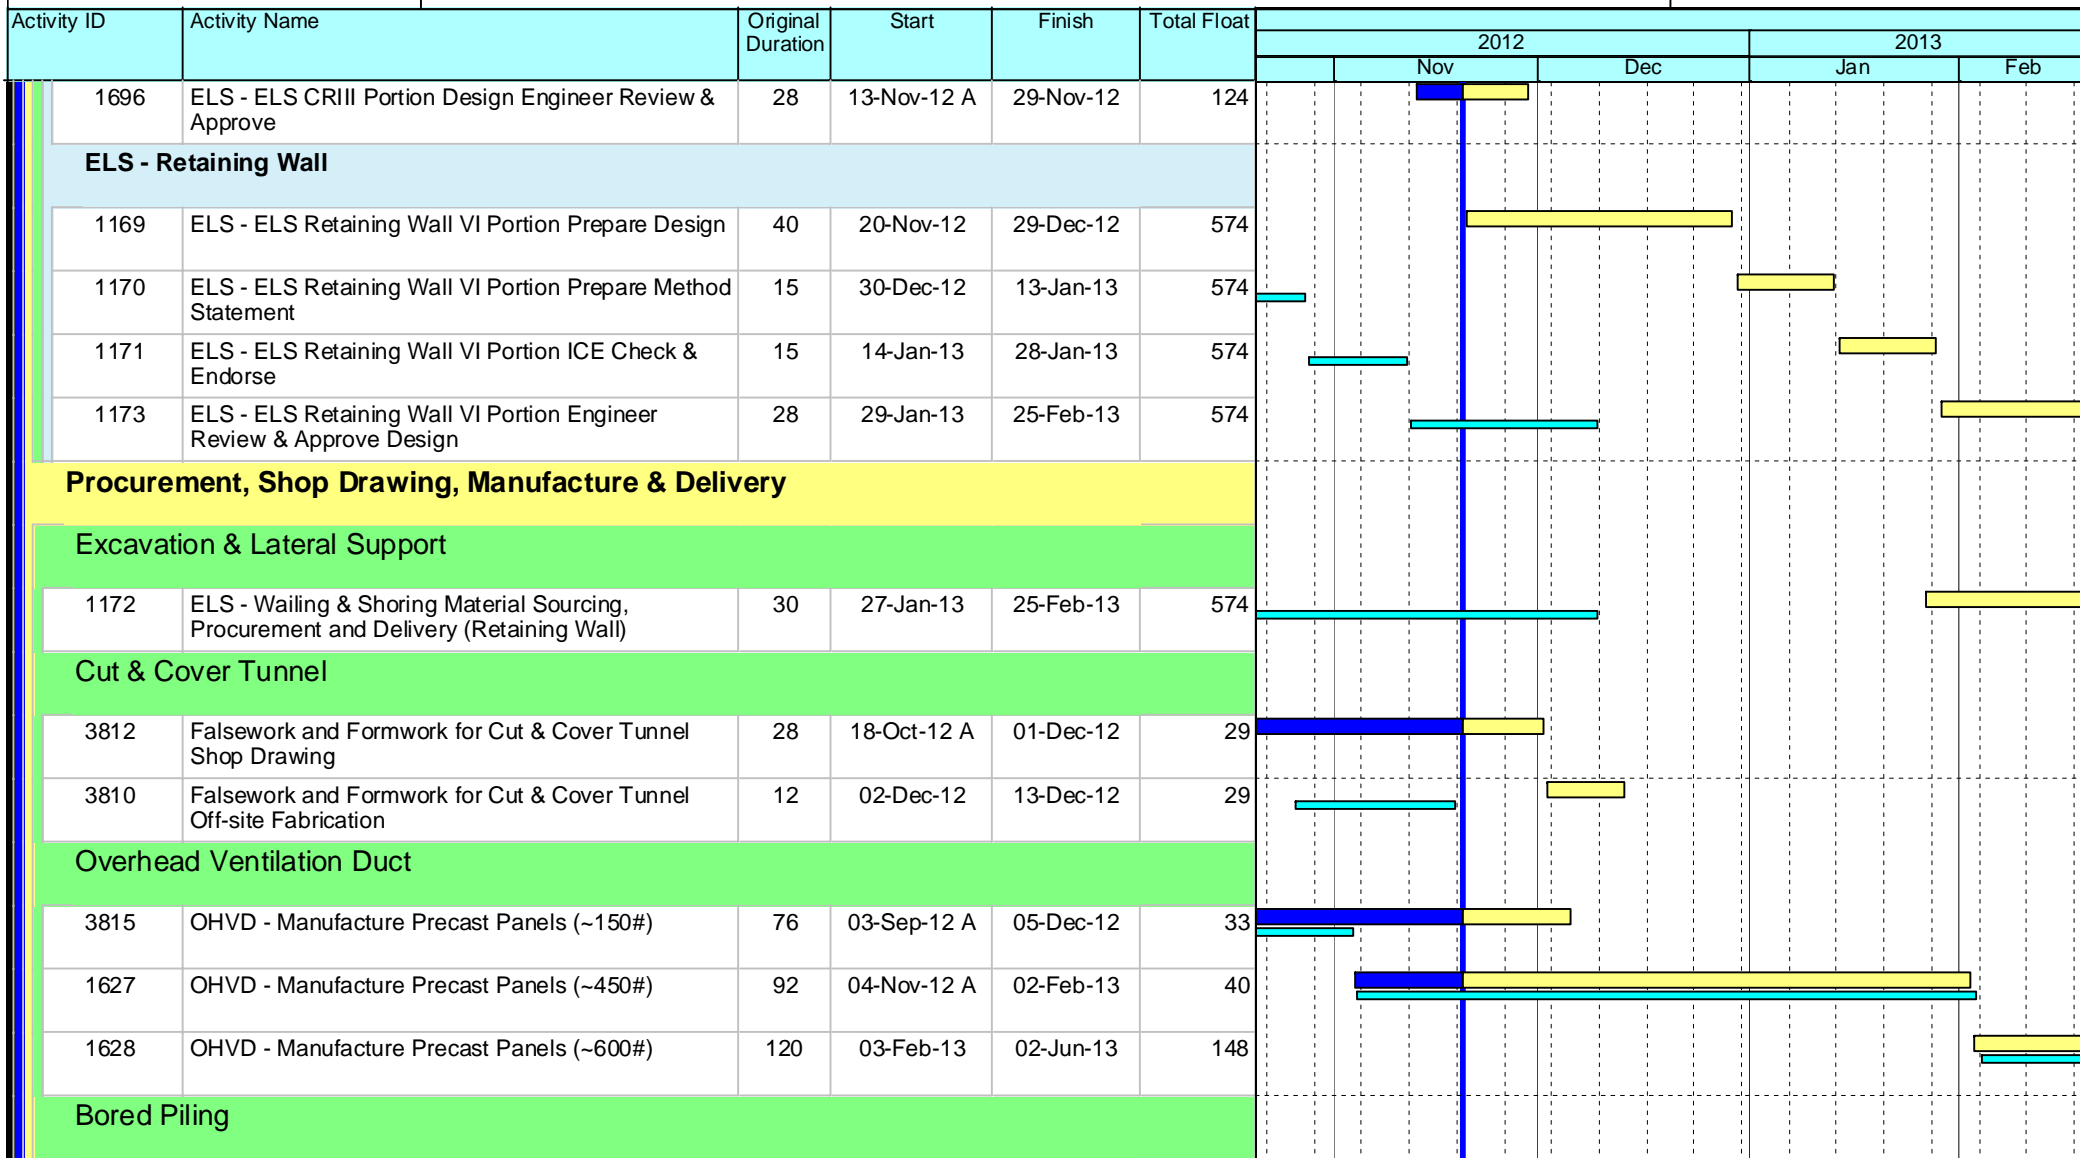 Activity ID Activity Name Original Duration Start Finish Total Float
2012 2013
Nov Dec Jan Feb
1696 ELS - ELS CRIII Portion Design Engineer Review & 28 13-Nov-12 A 29-Nov-12 124
Approve
ELS - Retaining Wall
1169 ELS - ELS Retaining Wall VI Portion Prepare Design 40 20-Nov-12 29-Dec-12 574
1170 ELS - ELS Retaining Wall VI Portion Prepare Method 15 30-Dec-12 13-Jan-13 574
Statement
1171 ELS - ELS Retaining Wall VI Portion ICE Check & 15 14-Jan-13 28-Jan-13 574
Endorse
1173 ELS - ELS Retaining Wall VI Portion Engineer 28 29-Jan-13 25-Feb-13 574
Review & Approve Design
Procurement, Shop Drawing, Manufacture & Delivery
Excavation & Lateral Support
1172 ELS - Wailing & Shoring Material Sourcing, 30 27-Jan-13 25-Feb-13 574
Procurement and Delivery (Retaining Wall)
Cut & Cover Tunnel
3812 Falsework and Formwork for Cut & Cover Tunnel 28 18-Oct-12 A 01-Dec-12 29
Shop Drawing
3810 Falsework and Formwork for Cut & Cover Tunnel 12 02-Dec-12 13-Dec-12 29
Off-site Fabrication
Overhead Ventilation Duct
3815 OHVD - Manufacture Precast Panels (~150#) 76 03-Sep-12 A 05-Dec-12 33
1627 OHVD - Manufacture Precast Panels (~450#) 92 04-Nov-12 A 02-Feb-13 40
1628 OHVD - Manufacture Precast Panels (~600#) 120 03-Feb-13 02-Jun-13 148
Bored Piling